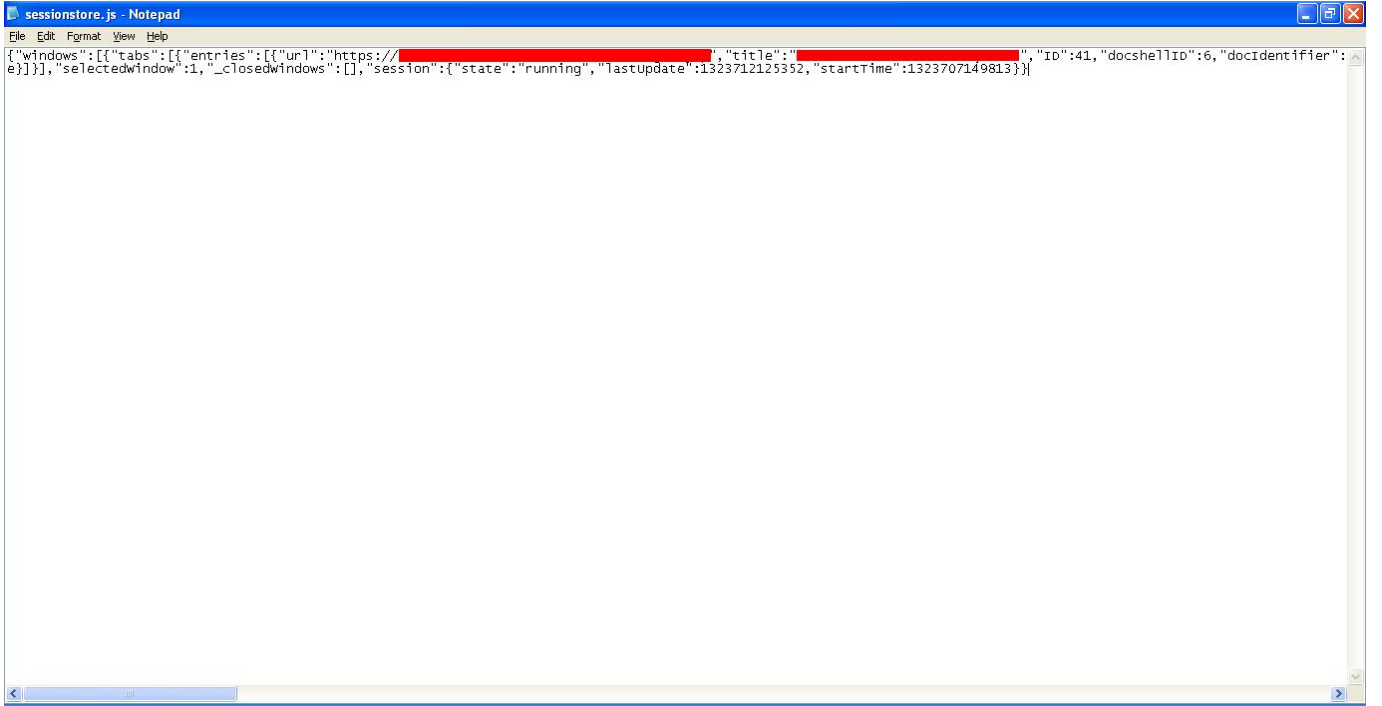 sessionstore.js - Notepad
File Edit Format View Help
{"windows":[{"tabs":[{"entries":[{"url":"https://","title":"","ID":41,"docshellID":6,"docIdentifier":
e}]}],"selectedWindow":1,"_closedWindows":[],"session":{"state":"running","lastUpdate":1323712125352,"startTime":1323707149813}}